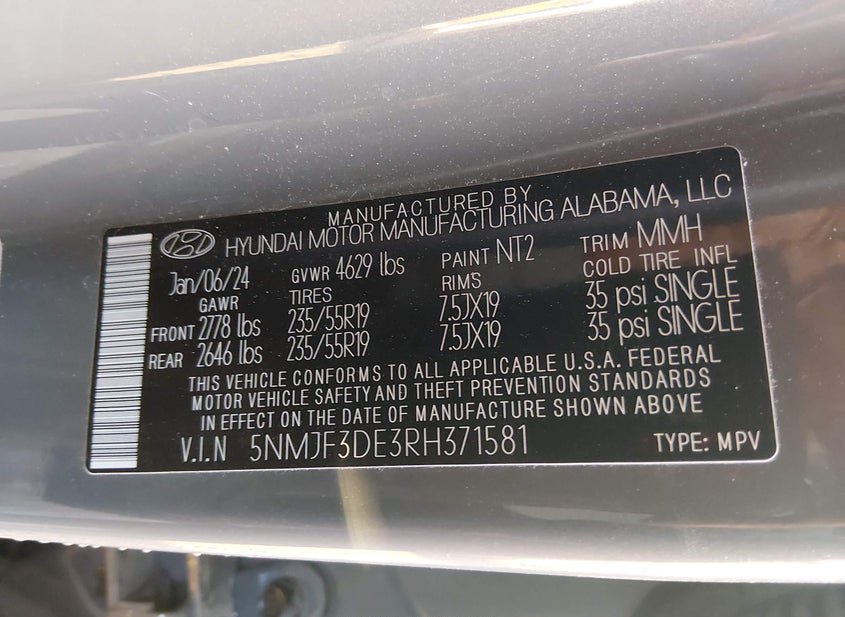 MANUFACTURED BY
HYUNDAI MOTOR MANUFACTURING ALABAMA, LLC
Jan/06/24 GVWR 4629 lbs PAINT NT2 TRIM MMH
GAWR TIRES RIMS COLD TIRE INFL
FRONT 2778 lbs 235/55R19 7.5JX19 35 psi SINGLE
REAR 2646 lbs 235/55R19 7.5JX19 35 psi SINGLE
THIS VEHICLE CONFORMS TO ALL APPLICABLE U.S.A. FEDERAL
MOTOR VEHICLE SAFETY AND THEFT PREVENTION STANDARDS
IN EFFECT ON THE DATE OF MANUFACTURE SHOWN ABOVE
V.I.N 5NMJF3DE3RH371581 TYPE: MPV